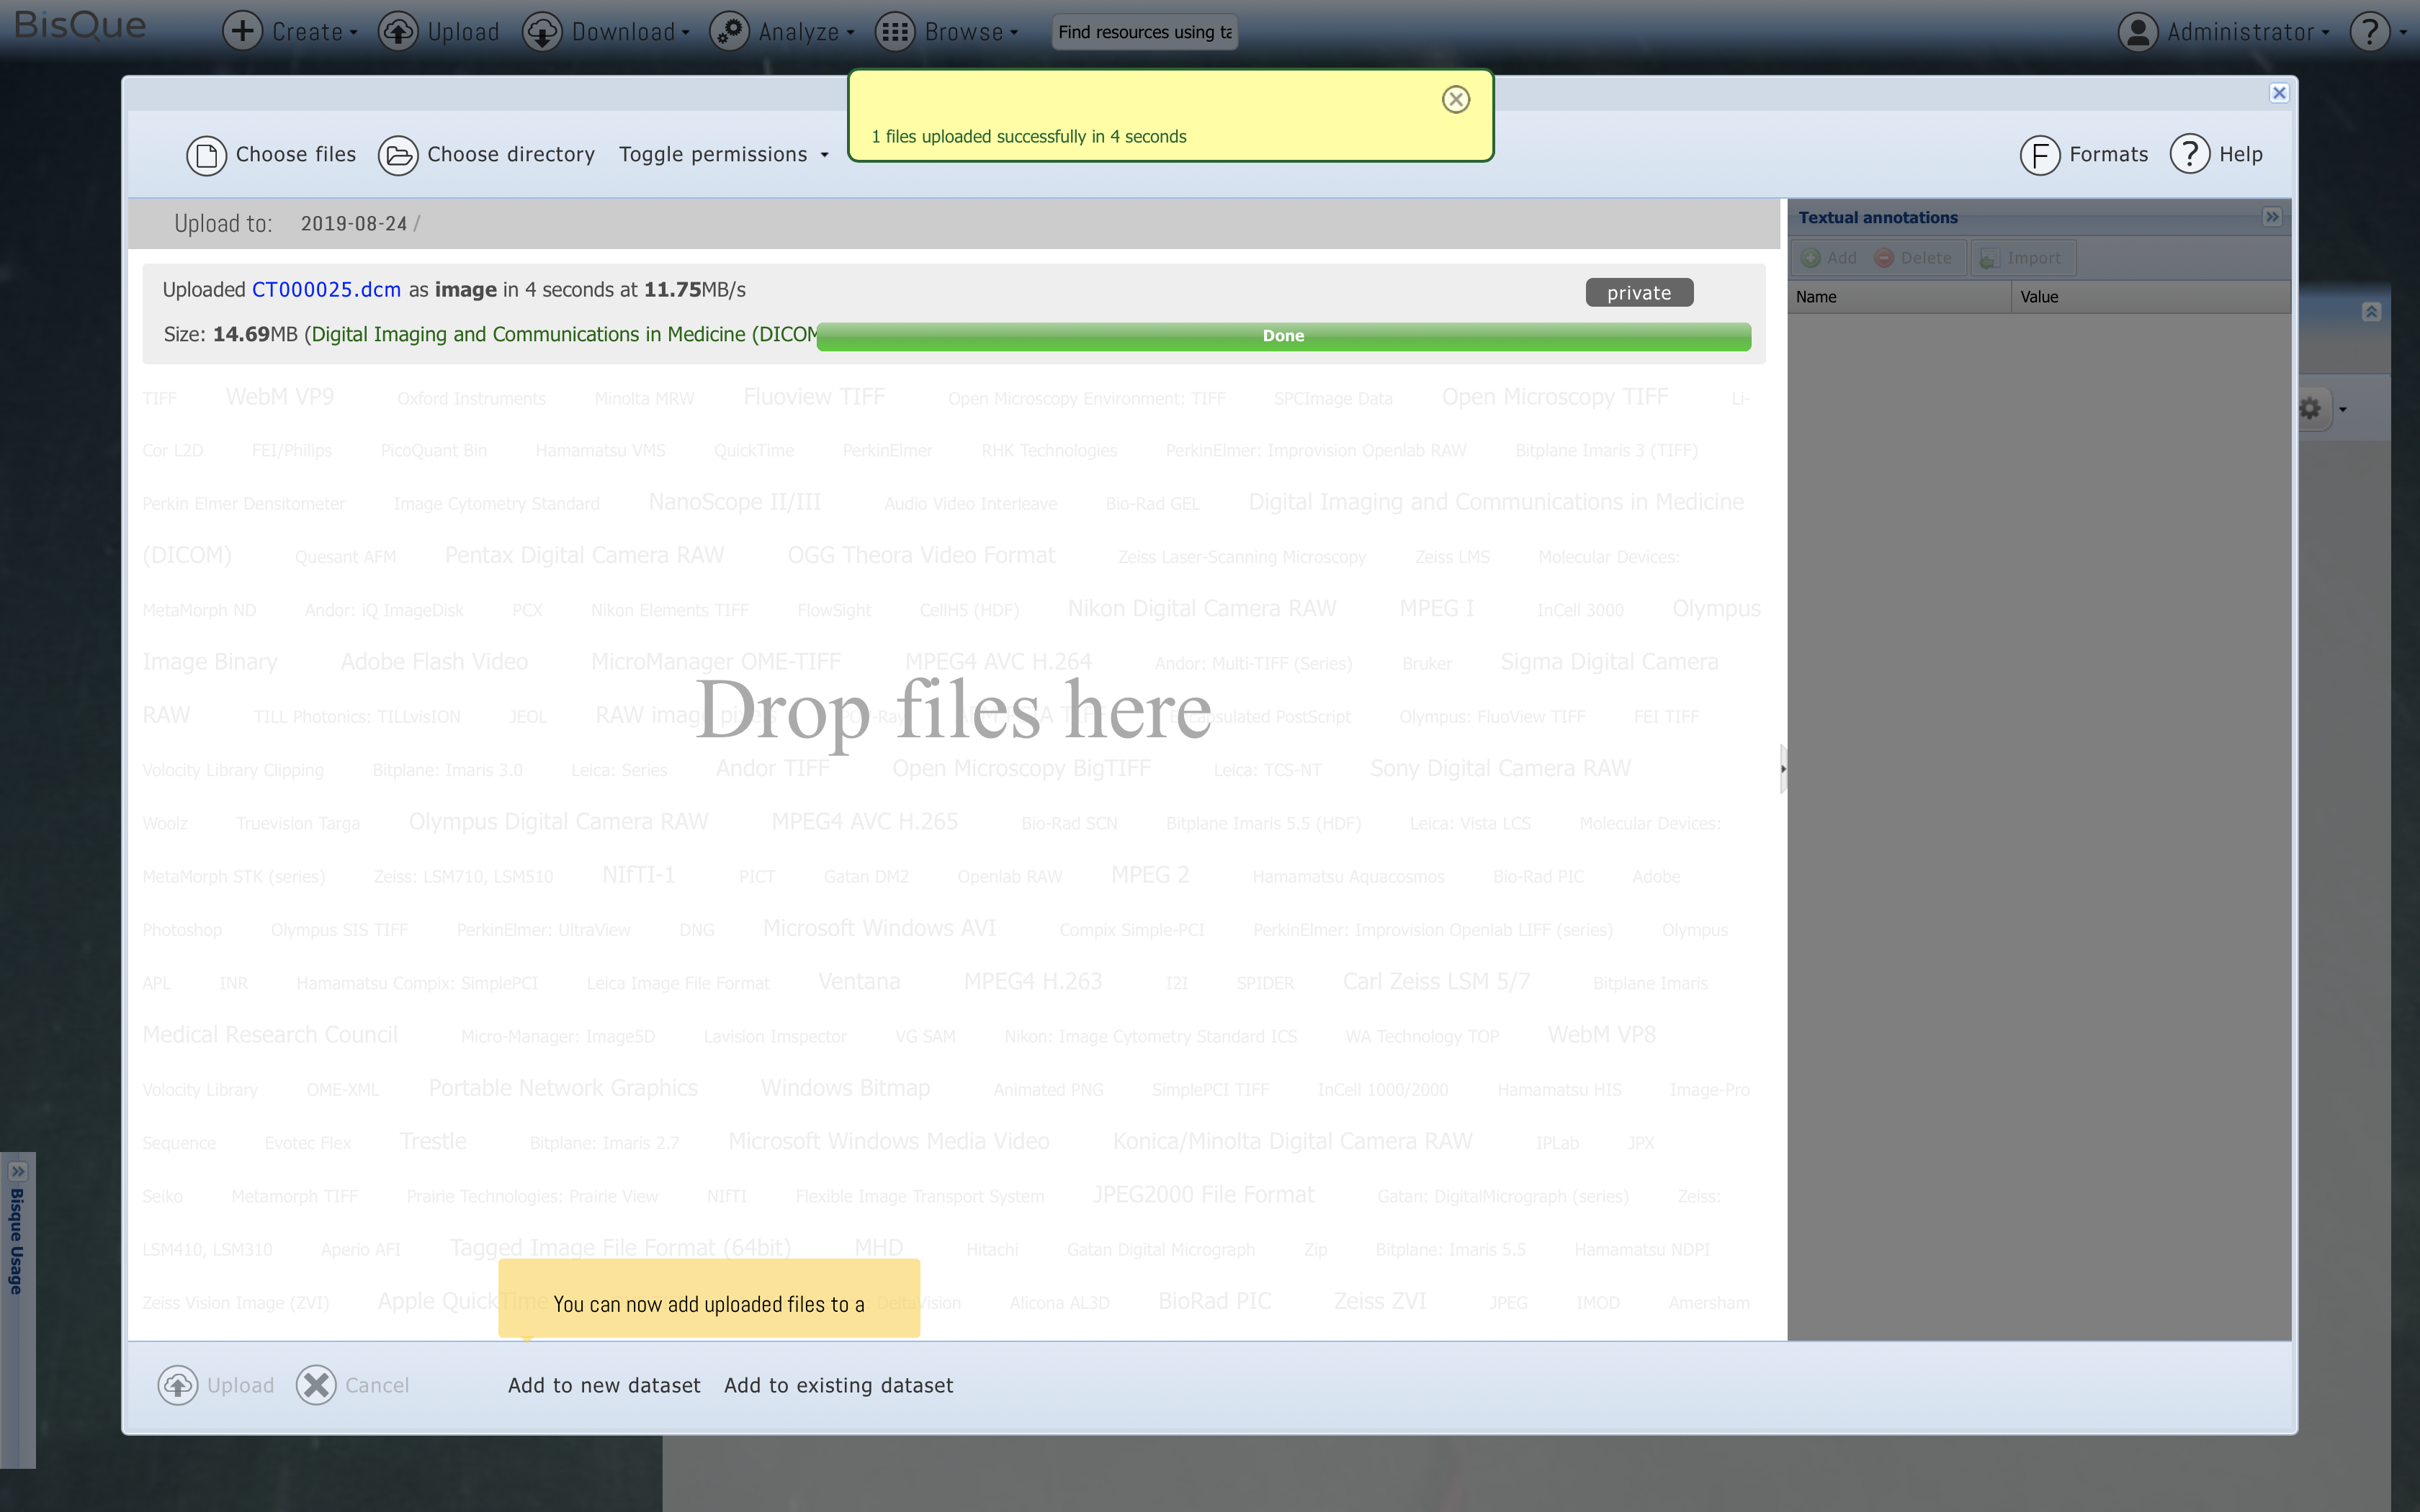 BisQue Create Upload Download Analyze Browse Find resources using ta Administrator ?
1 files uploaded successfully in 4 seconds
Choose files Choose directory Toggle permissions F Formats ? Help
Upload to: 2019-08-24 /
Textual annotations
Add Delete Import
Name Value
Uploaded CT000025.dcm as image in 4 seconds at 11.75MB/s private
Size: 14.69MB (Digital Imaging and Communications in Medicine (DICOM Done
TIFF WebM VP9 Oxford Instruments Minolta MRW Fluoview TIFF Open Microscopy Environment: TIFF SPCImage Data Open Microscopy TIFF Li-
Cor L2D FEI/Philips PicoQuant Bin Hamamatsu VMS QuickTime PerkinElmer RHK Technologies PerkinElmer: Improvision Openlab RAW Bitplane Imaris 3 (TIFF)
Perkin Elmer Densitometer Image Cytometry Standard NanoScope II/III Audio Video Interleave Bio-Rad GEL Digital Imaging and Communications in Medicine
(DICOM) Quesant AFM Pentax Digital Camera RAW OGG Theora Video Format Zeiss Laser-Scanning Microscopy Zeiss LMS Molecular Devices:
MetaMorph ND Andor: iQ ImageDisk PCX Nikon Elements TIFF FlowSight CellH5 (HDF) Nikon Digital Camera RAW MPEG I InCell 3000 Olympus
Image Binary Adobe Flash Video MicroManager OME-TIFF MPEG4 AVC H.264 Andor: Multi-TIFF (Series) Bruker Sigma Digital Camera
RAW TILL Photonics: TILLvisION JEOL RAW image pixels Encapsulated PostScript Olympus: FluoView TIFF FEI TIFF
Drop files here
Volocity Library Clipping Bitplane: Imaris 3.0 Leica: Series Andor TIFF Open Microscopy BigTIFF Leica: TCS-NT Sony Digital Camera RAW
Woolz Truevision Targa Olympus Digital Camera RAW MPEG4 AVC H.265 Bio-Rad SCN Bitplane Imaris 5.5 (HDF) Leica: Vista LCS Molecular Devices:
MetaMorph STK (series) Zeiss: LSM710, LSM510 NIfTI-1 PICT Gatan DM2 Openlab RAW MPEG 2 Hamamatsu Aquacosmos Bio-Rad PIC Adobe
Photoshop Olympus SIS TIFF PerkinElmer: UltraView DNG Microsoft Windows AVI Compix Simple-PCI PerkinElmer: Improvision Openlab LIFF (series) Olympus
APL INR Hamamatsu Compix: SimplePCI Leica Image File Format Ventana MPEG4 H.263 I2I SPIDER Carl Zeiss LSM 5/7 Bitplane Imaris
Medical Research Council Micro-Manager: Image5D Lavision Imspector VG SAM Nikon: Image Cytometry Standard ICS WA Technology TOP WebM VP8
Volocity Library OME-XML Portable Network Graphics Windows Bitmap Animated PNG SimplePCI TIFF InCell 1000/2000 Hamamatsu HIS Image-Pro
Sequence Evotec Flex Trestle Bitplane: Imaris 2.7 Microsoft Windows Media Video Konica/Minolta Digital Camera RAW IPLab JPX
Seiko Metamorph TIFF Prairie Technologies: Prairie View NIfTI Flexible Image Transport System JPEG2000 File Format Gatan: DigitalMicrograph (series) Zeiss:
LSM410, LSM310 Aperio AFI Tagged Image File Format (64bit) MHD Hitachi Gatan Digital Micrograph Zip Bitplane: Imaris 5.5 Hamamatsu NDPI
Zeiss Vision Image (ZVI) Apple QuickTime DeltaVision Alicona AL3D BioRad PIC Zeiss ZVI JPEG IMOD Amersham
You can now add uploaded files to a
Upload Cancel Add to new dataset Add to existing dataset
Bisque Usage